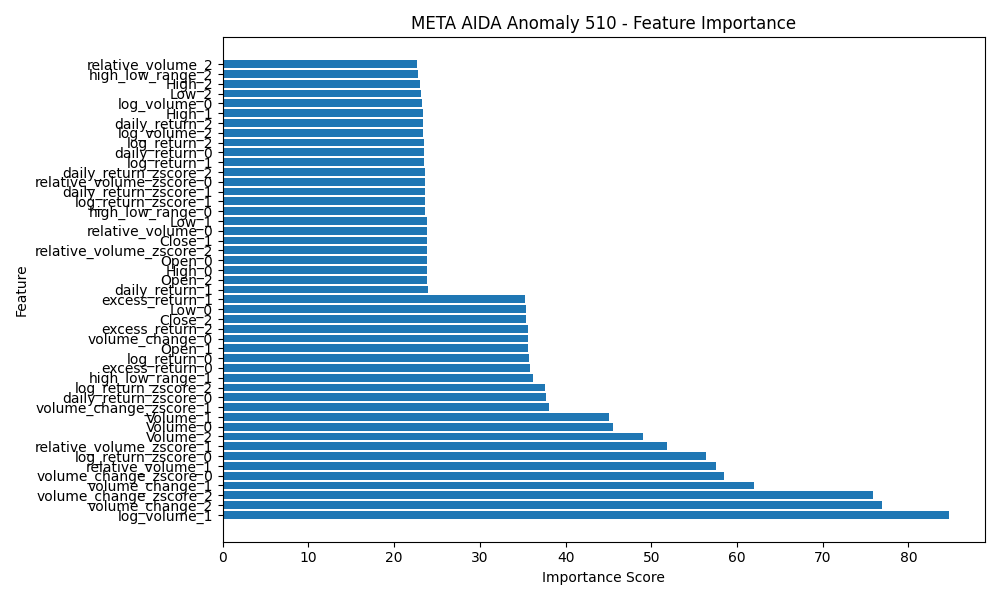 META AIDA Anomaly 510 - Feature Importance
relative_volume_2
high_low_range_2
High_2
Low_2
log_volume_0
High_1
daily_return_2
log_volume_2
log_return_2
daily_return_0
log_return_1
daily_return_zscore_2
relative_volume_zscore_0
daily_return_zscore_1
log_return_zscore_1
high_low_range_0
Low_1
relative_volume_0
Close_1
relative_volume_zscore_2
Open_0
High_0
Open_2
daily_return_1
excess_return_1
Low_0
Close_2
excess_return_2
volume_change_0
Open_1
log_return_0
excess_return_0
high_low_range_1
log_return_zscore_2
daily_return_zscore_0
volume_change_zscore_1
Volume_1
Volume_0
Volume_2
relative_volume_zscore_1
log_return_zscore_0
relative_volume_1
volume_change_zscore_0
volume_change_1
volume_change_zscore_2
volume_change_2
log_volume_1
Feature
0 10 20 30 40 50 60 70 80
Importance Score